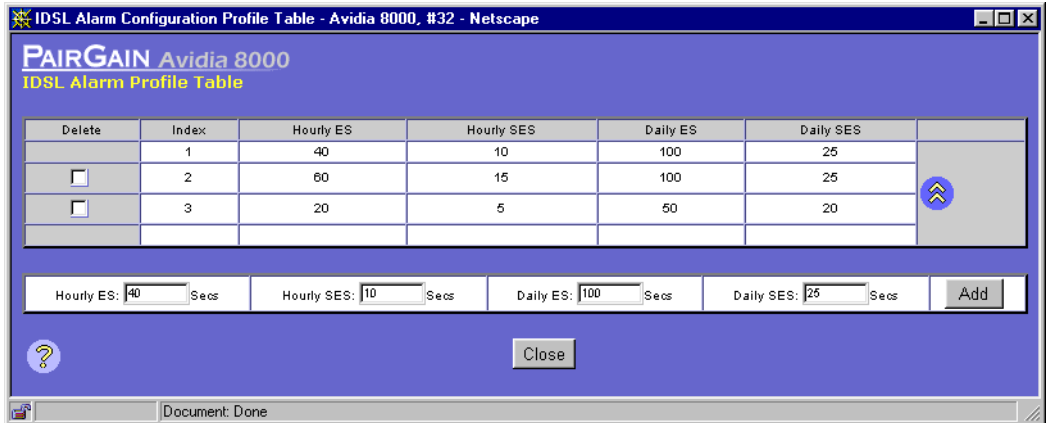 IDSL Alarm Configuration Profile Table - Avidia 8000, #32 - Netscape
PAIRGAIN Avidia 8000
IDSL Alarm Profile Table
Delete Index Hourly ES Hourly SES Daily ES Daily SES
1 40 10 100 25
2 60 15 100 25
3 20 5 50 20
Hourly ES: 40 Secs Hourly SES: 10 Secs Daily ES: 100 Secs Daily SES: 25 Secs Add
? Close
Document: Done